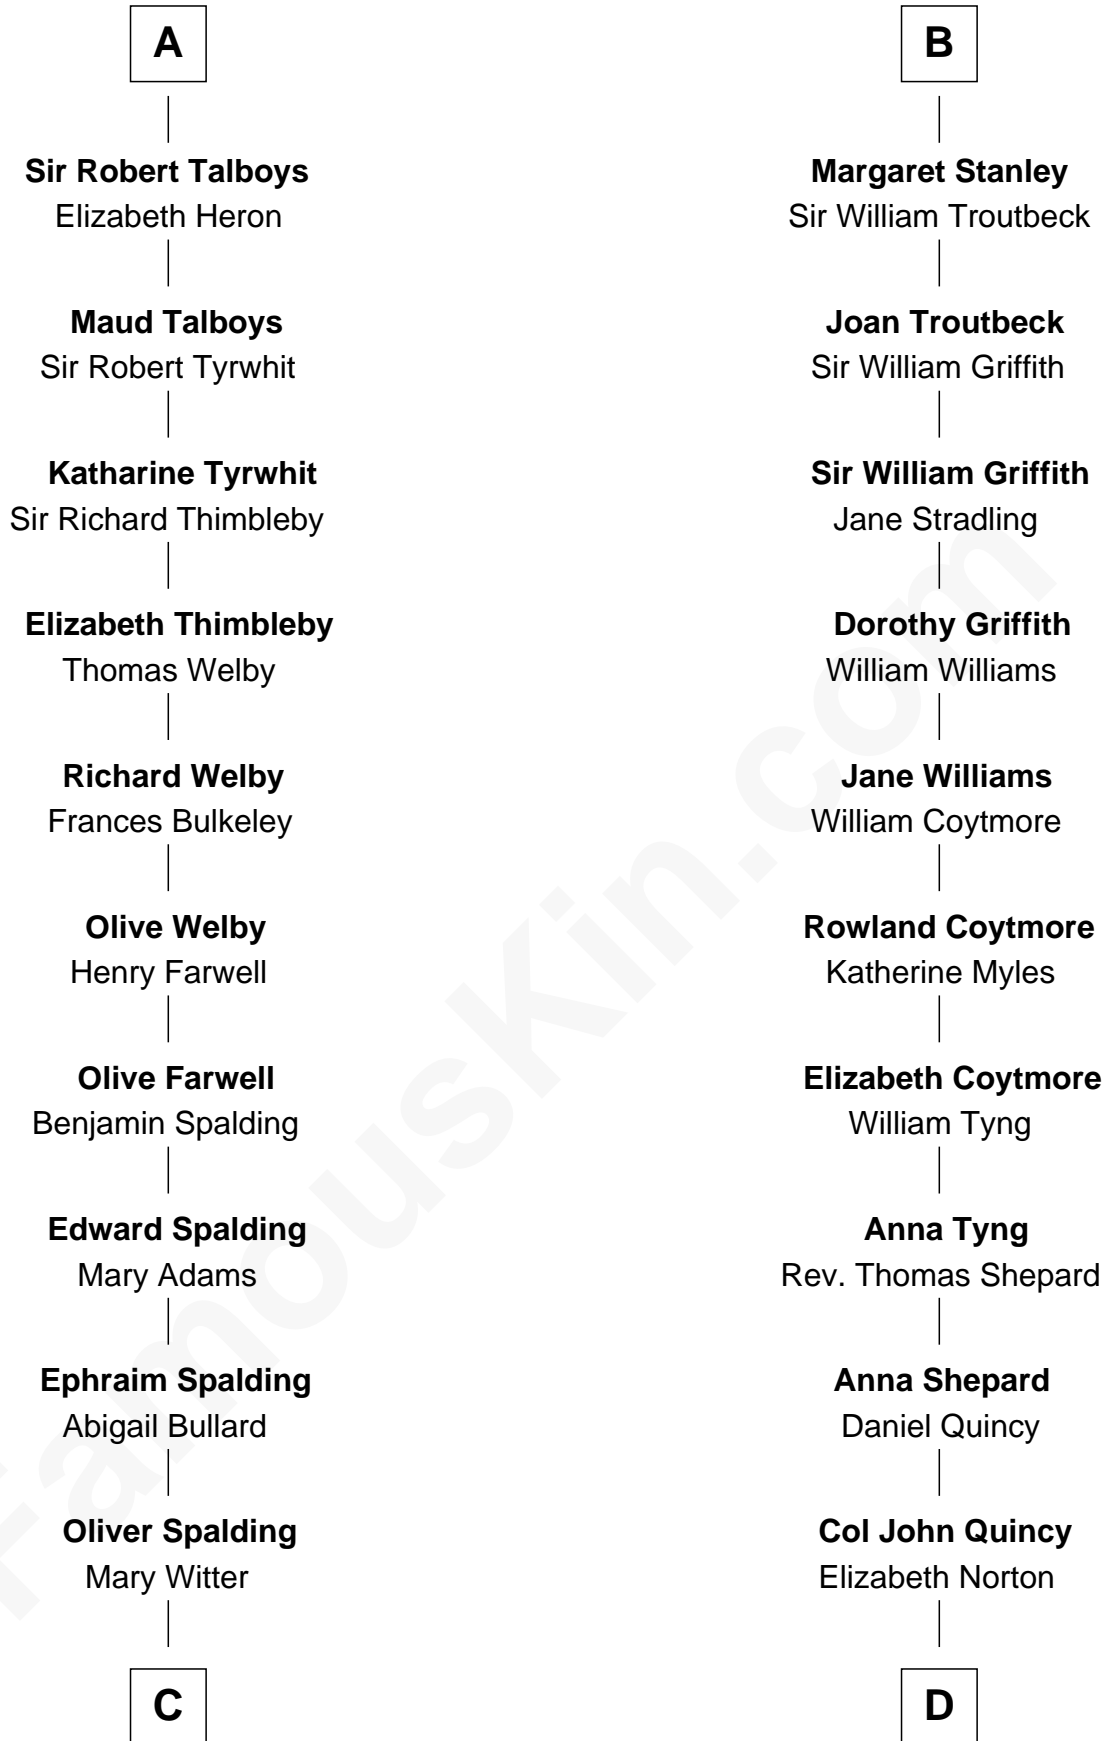 A
Sir Robert Talboys
Elizabeth Heron
Maud Talboys
Sir Robert Tyrwhit
Katharine Tyrwhit
Sir Richard Thimbleby
Elizabeth Thimbleby
Thomas Welby
Richard Welby
Frances Bulkeley
Olive Welby
Henry Farwell
Olive Farwell
Benjamin Spalding
Edward Spalding
Mary Adams
Ephraim Spalding
Abigail Bullard
Oliver Spalding
Mary Witter
C
B
Margaret Stanley
Sir William Troutbeck
Joan Troutbeck
Sir William Griffith
Sir William Griffith
Jane Stradling
Dorothy Griffith
William Williams
Jane Williams
William Coytmore
Rowland Coytmore
Katherine Myles
Elizabeth Coytmore
William Tyng
Anna Tyng
Rev. Thomas Shepard
Anna Shepard
Daniel Quincy
Col John Quincy
Elizabeth Norton
D
FamousKin.com